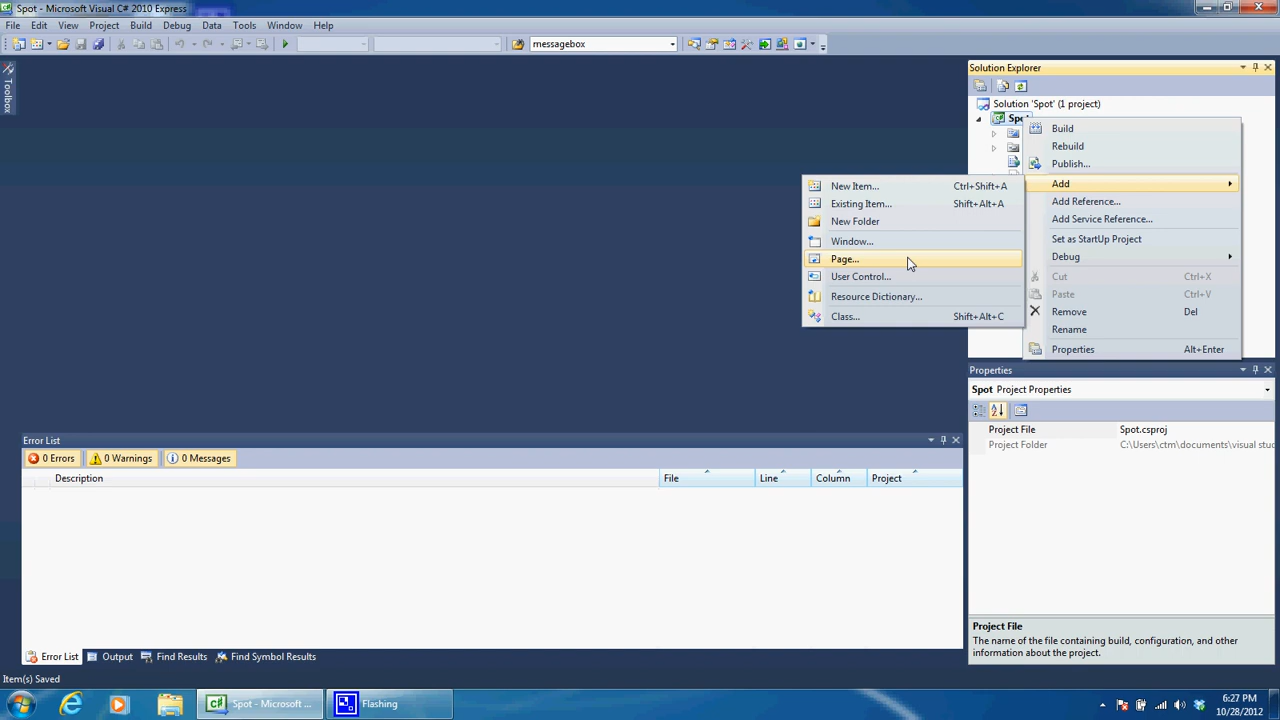 Spot - Microsoft Visual C# 2010 Express
File Edit View Project Build Debug Data Tools Window Help
messagebox
Toolbox
Solution Explorer
Solution 'Spot' (1 project)
Build
Rebuild
Publish...
Add
Add Reference...
Add Service Reference...
Set as StartUp Project
Debug
Cut Ctrl+X
Paste Ctrl+V
Remove Del
Rename
Properties Alt+Enter
New Item... Ctrl+Shift+A
Existing Item... Shift+Alt+A
New Folder
Window...
Page...
User Control...
Resource Dictionary...
Class... Shift+Alt+C
Properties
Spot Project Properties
Project File Spot.csproj
Project Folder C:\Users\ctm\documents\visual
Project File
The name of the file containing build, configuration, and other
information about the project.
Error List
0 Errors 0 Warnings 0 Messages
Description File Line Column Project
Error List Output Find Results Find Symbol Results
Item(s) Saved
Spot - Microsoft ... Flashing
6:27 PM
10/28/2012